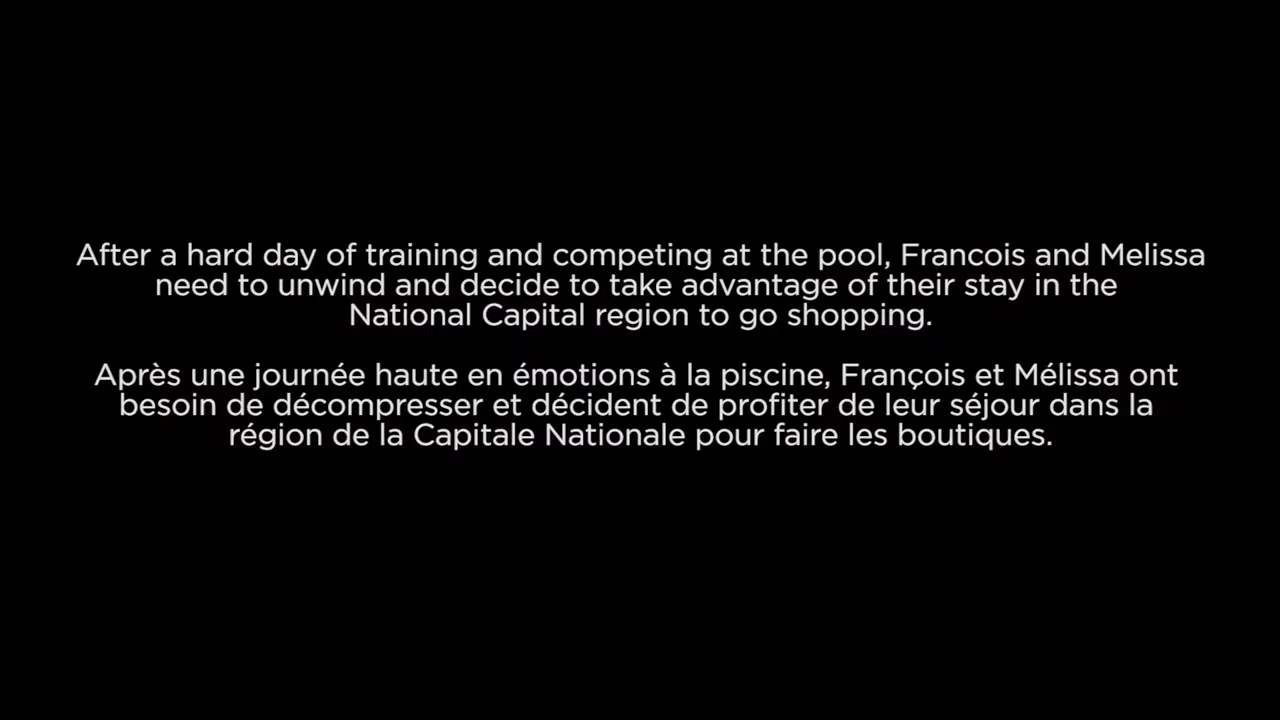 After a hard day of training and competing at the pool, Francois and Melissa
need to unwind and decide to take advantage of their stay in the
National Capital region to go shopping.
Après une journée haute en émotions à la piscine, François et Mélissa ont
besoin de décompresser et décident de profiter de leur séjour dans la
région de la Capitale Nationale pour faire les boutiques.